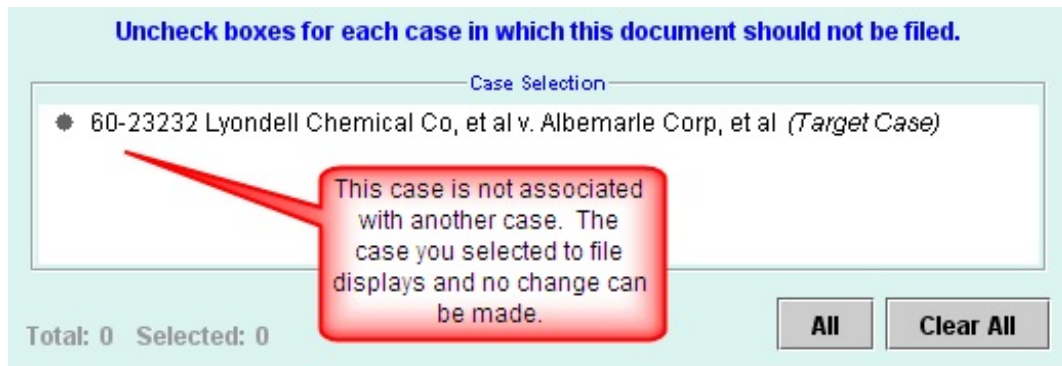 Uncheck boxes for each case in which this document should not be filed.
Case Selection
60-23232 Lyondell Chemical Co, et al v. Albemarle Corp, et al (Target Case)
This case is not associated
with another case. The
case you selected to file
displays and no change can
be made.
Total: 0 Selected: 0
All
Clear All